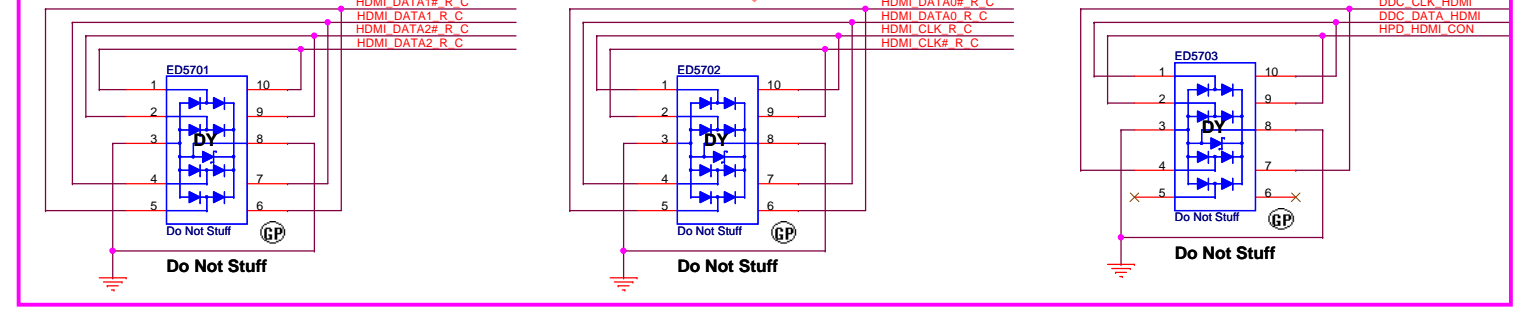 HDMI_DATA1#_R_C
HDMI_DATA1_R_C
HDMI_DATA2#_R_C
HDMI_DATA2_R_C
ED5701
1 10
2 9
3 8
DY
4 7
5 6
Do Not Stuff
GP
Do Not Stuff
HDMI_DATA0#_R_C
HDMI_DATA0_R_C
HDMI_CLK_R_C
HDMI_CLK#_R_C
ED5702
1 10
2 9
3 8
DY
4 7
5 6
Do Not Stuff
GP
Do Not Stuff
DDC_CLK_HDMI
DDC_DATA_HDMI
HPD_HDMI_CON
ED5703
1 10
2 9
3 8
DY
4 7
5 6
Do Not Stuff
GP
Do Not Stuff